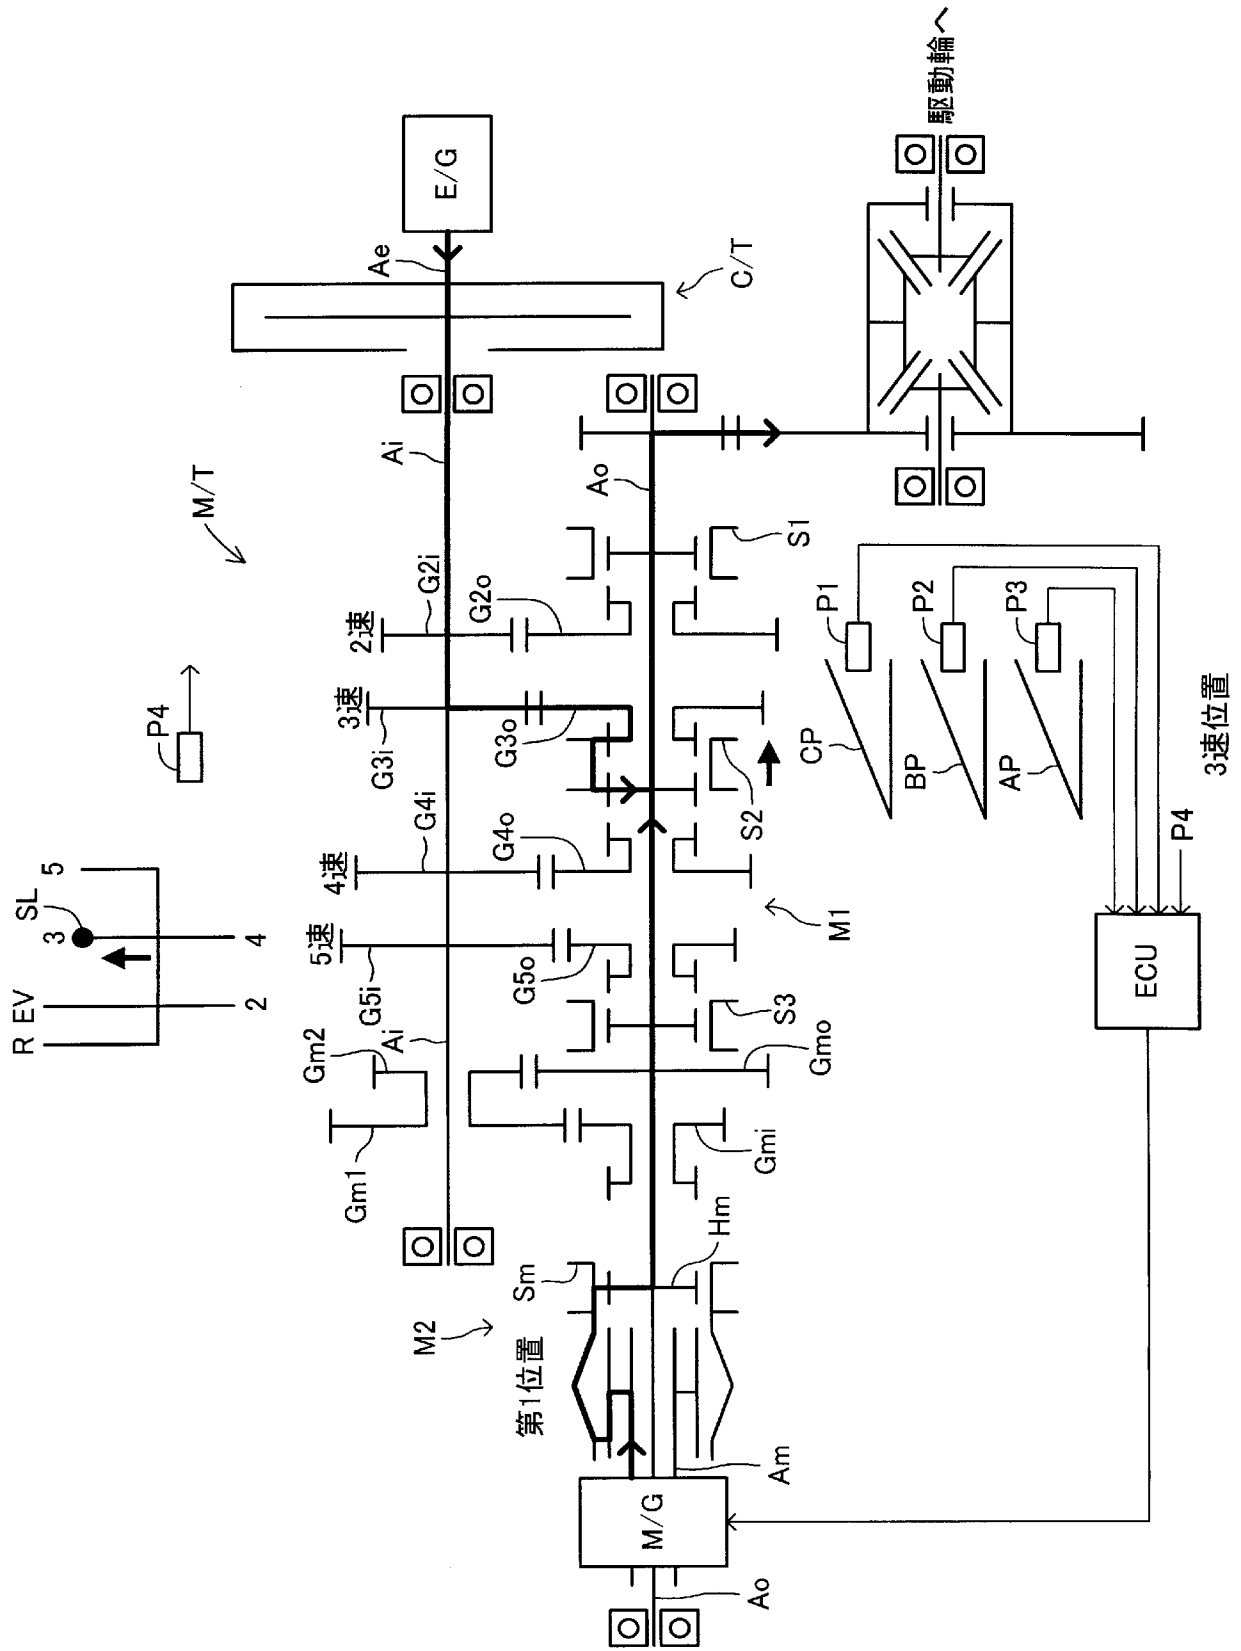 R EV 3 5
SL
2 4
P4
M/T
Gm1
Gm2
Ai
G5i
5速
4速
G4i
G3i
3速
2速
G2i
Ai
Ae
E/G
C/T
M2
第1位置
Sm
G5o
G4o
G3o
G2o
Ao
Ao
M/G
Am
Hm
Gmi
Gmo
S3
M1
S2
S1
駆動輪へ
CP
P1
BP
P2
AP
P3
ECU
P4
3速位置